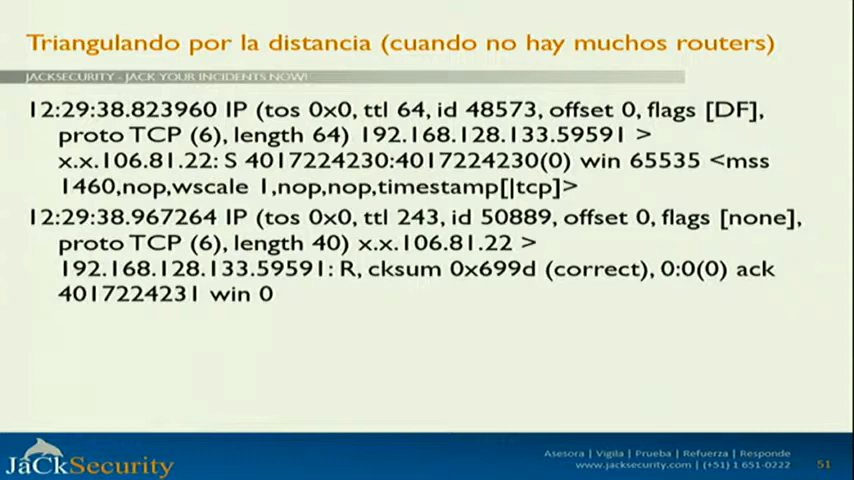 Triangulando por la distancia (cuando no hay muchos routers)
JACKSECURITY - JACK YOUR INCIDENTS NOW!
12:29:38.823960 IP (tos 0x0, ttl 64, id 48573, offset 0, flags [DF],
proto TCP (6), length 64) 192.168.128.133.59591 >
x.x.106.81.22: S 4017224230:4017224230(0) win 65535 <mss
1460,nop,wscale 1,nop,nop,timestamp[|tcp]>
12:29:38.967264 IP (tos 0x0, ttl 243, id 50889, offset 0, flags [none],
proto TCP (6), length 40) x.x.106.81.22 >
192.168.128.133.59591: R, cksum 0x699d (correct), 0:0(0) ack
4017224231 win 0
JaCkSecurity
Asesora | Vigila | Prueba | Refuerza | Responde
www.jacksecurity.com | (+51) 1 651-0222
51